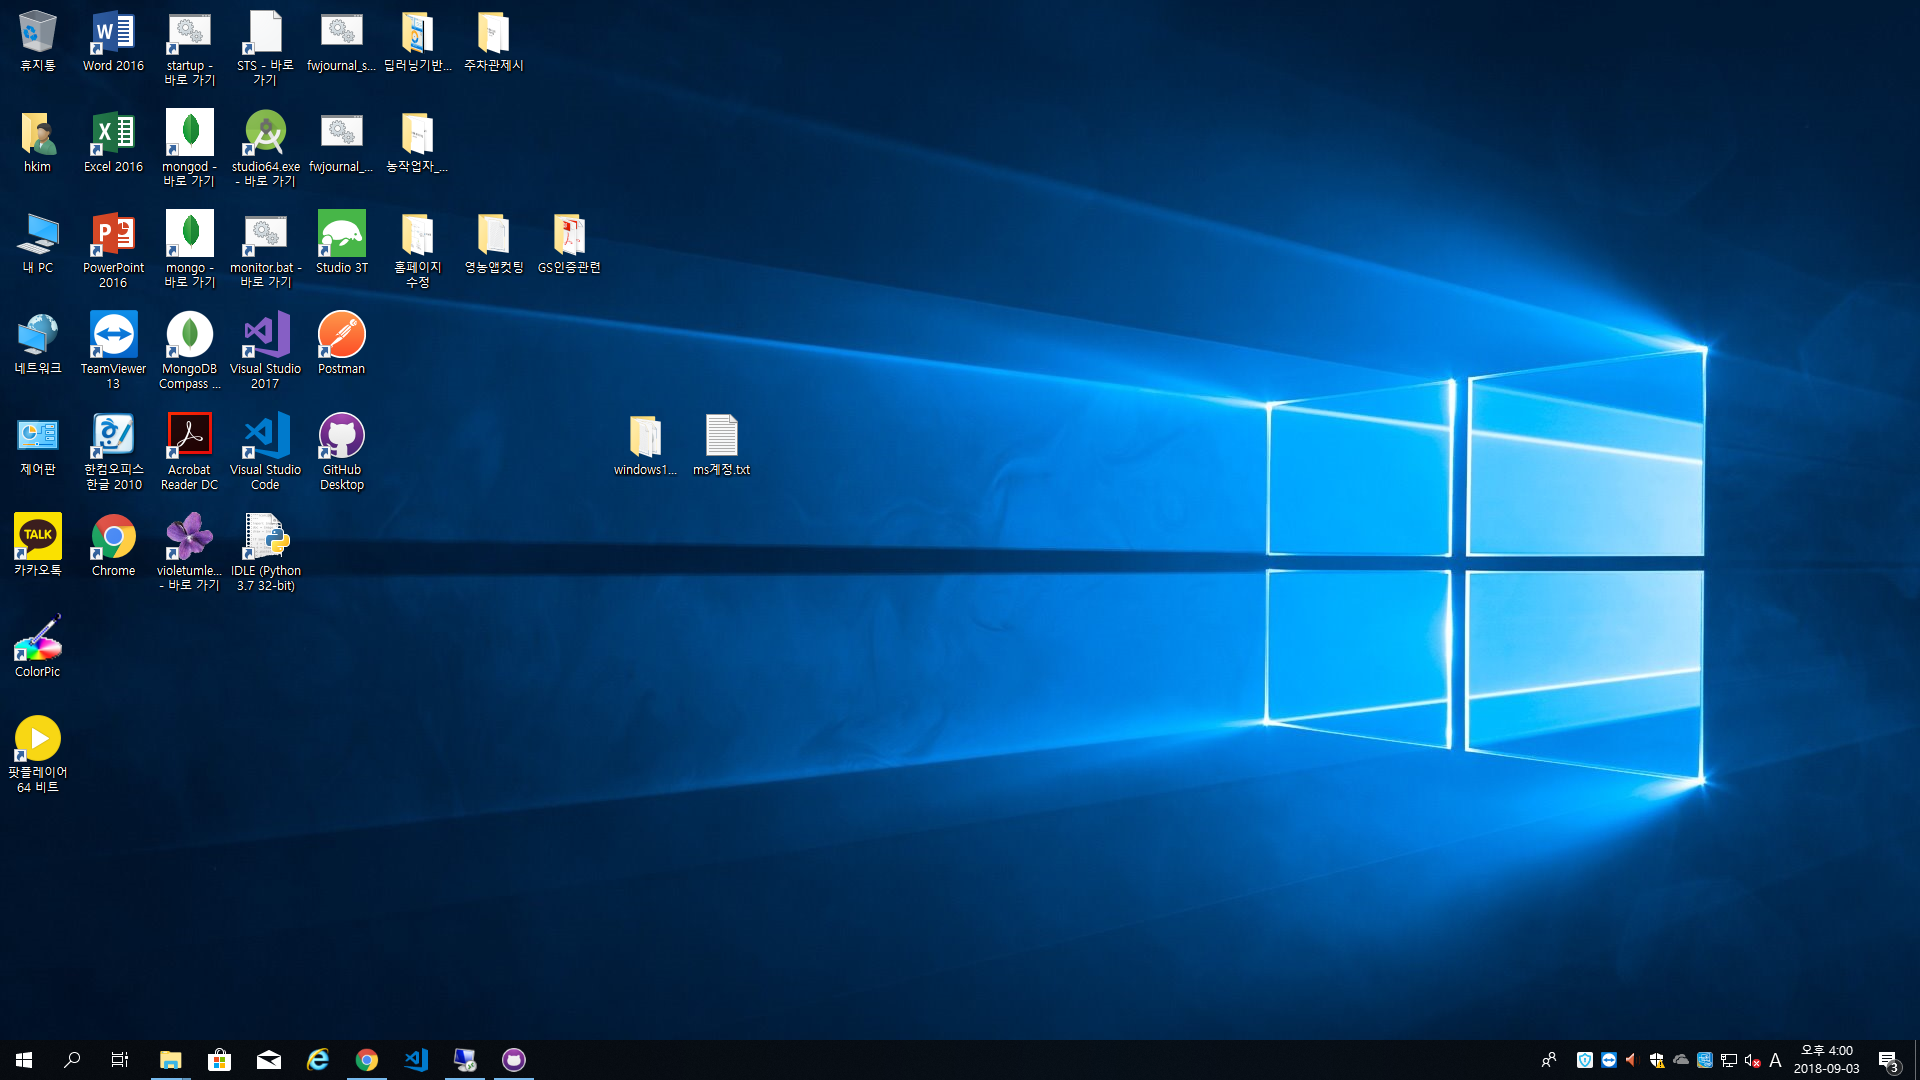 휴지통
Word 2016
startup -
바로 가기
STS - 바로
가기
fwjournal_s...
딥러닝기반...
주차관제시
hkim
Excel 2016
mongod -
바로 가기
studio64.exe
- 바로 가기
fwjournal_...
농작업자_...
내 PC
PowerPoint
2016
mongo -
바로 가기
monitor.bat -
바로 가기
Studio 3T
홈페이지
수정
영농앱컷팅
GS인증관련
네트워크
TeamViewer
13
MongoDB
Compass ...
Visual Studio
2017
Postman
제어판
한컴오피스
한글 2010
Acrobat
Reader DC
Visual Studio
Code
GitHub
Desktop
windows1...
ms계정.txt
TALK
카카오톡
Chrome
violetumle...
- 바로 가기
IDLE (Python
3.7 32-bit)
ColorPic
팟플레이어
64 비트
A
오후 4:00
2018-09-03
3